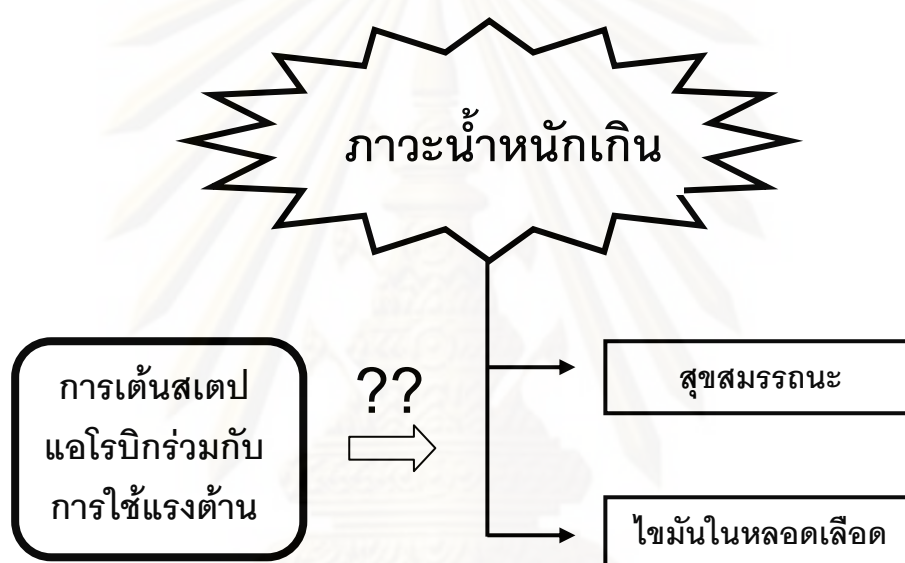 ภาวะน้ำหนักเกิน
การเต้นสเตป
แอโรบิกร่วมกับ
การใช้แรงต้าน
??
สุขสมรรถนะ
ไขมันในหลอดเลือด